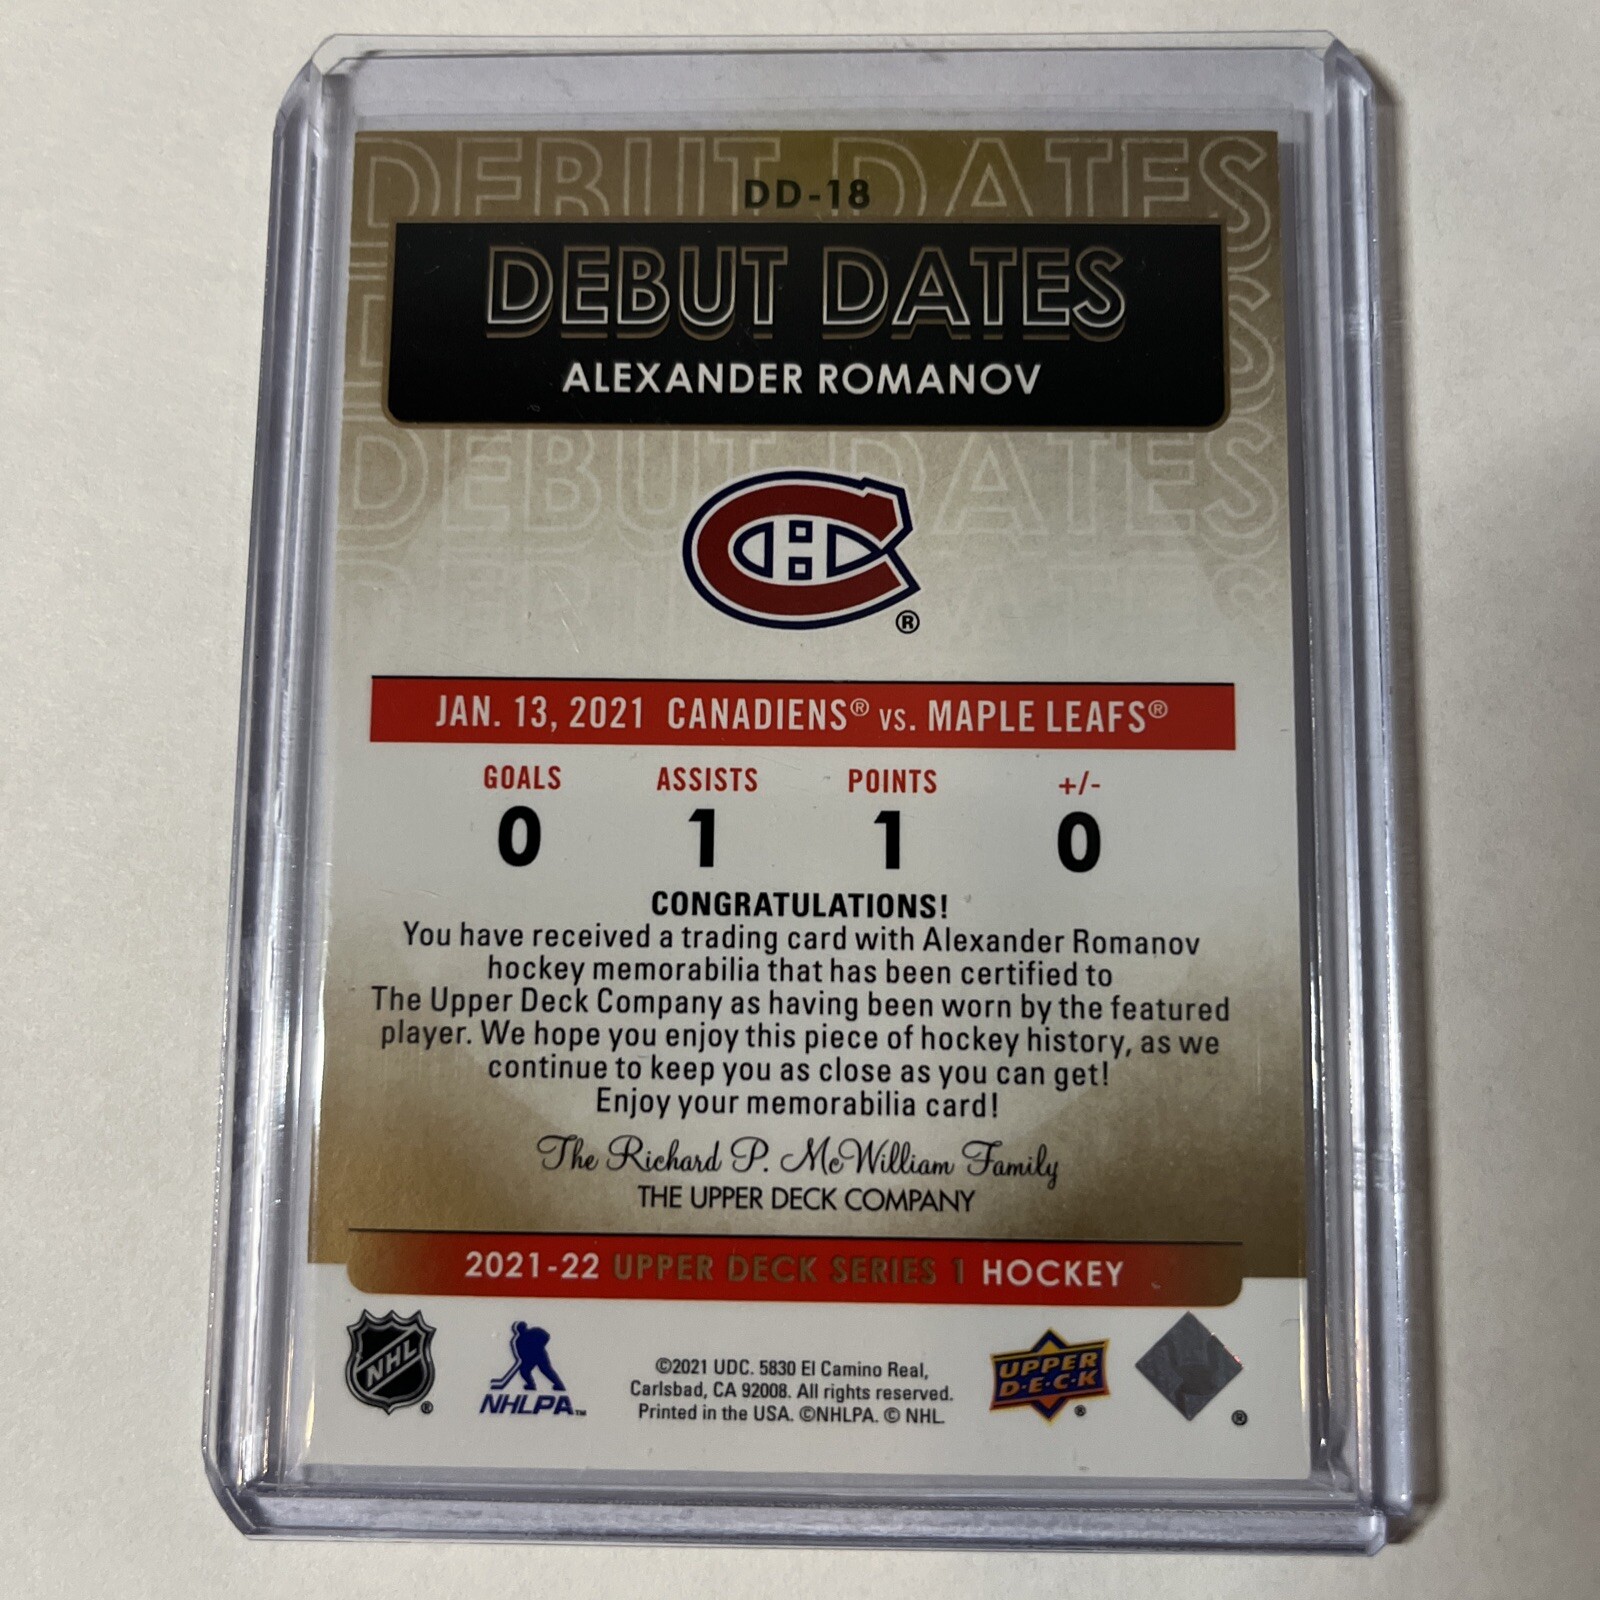 DEBUT DATES
DD-18
DEBUT DATES
ALEXANDER ROMANOV
DEBUT DATES
®
JAN. 13, 2021 CANADIENS® VS. MAPLE LEAFS®
GOALS ASSISTS POINTS +/-
0 1 1 0
CONGRATULATIONS!
You have received a trading card with Alexander Romanov
hockey memorabilia that has been certified to
The Upper Deck Company as having been worn by the featured
player. We hope you enjoy this piece of hockey history, as we
continue to keep you as close as you can get!
Enjoy your memorabilia card!
The Richard P. McWilliam Family
THE UPPER DECK COMPANY
2021-22 UPPER DECK SERIES 1 HOCKEY
NHL ®
NHLPA™
©2021 UDC. 5830 El Camino Real,
Carlsbad, CA 92008. All rights reserved.
Printed in the USA. ©NHLPA. © NHL.
UPPER
D·E·C·K ®
®